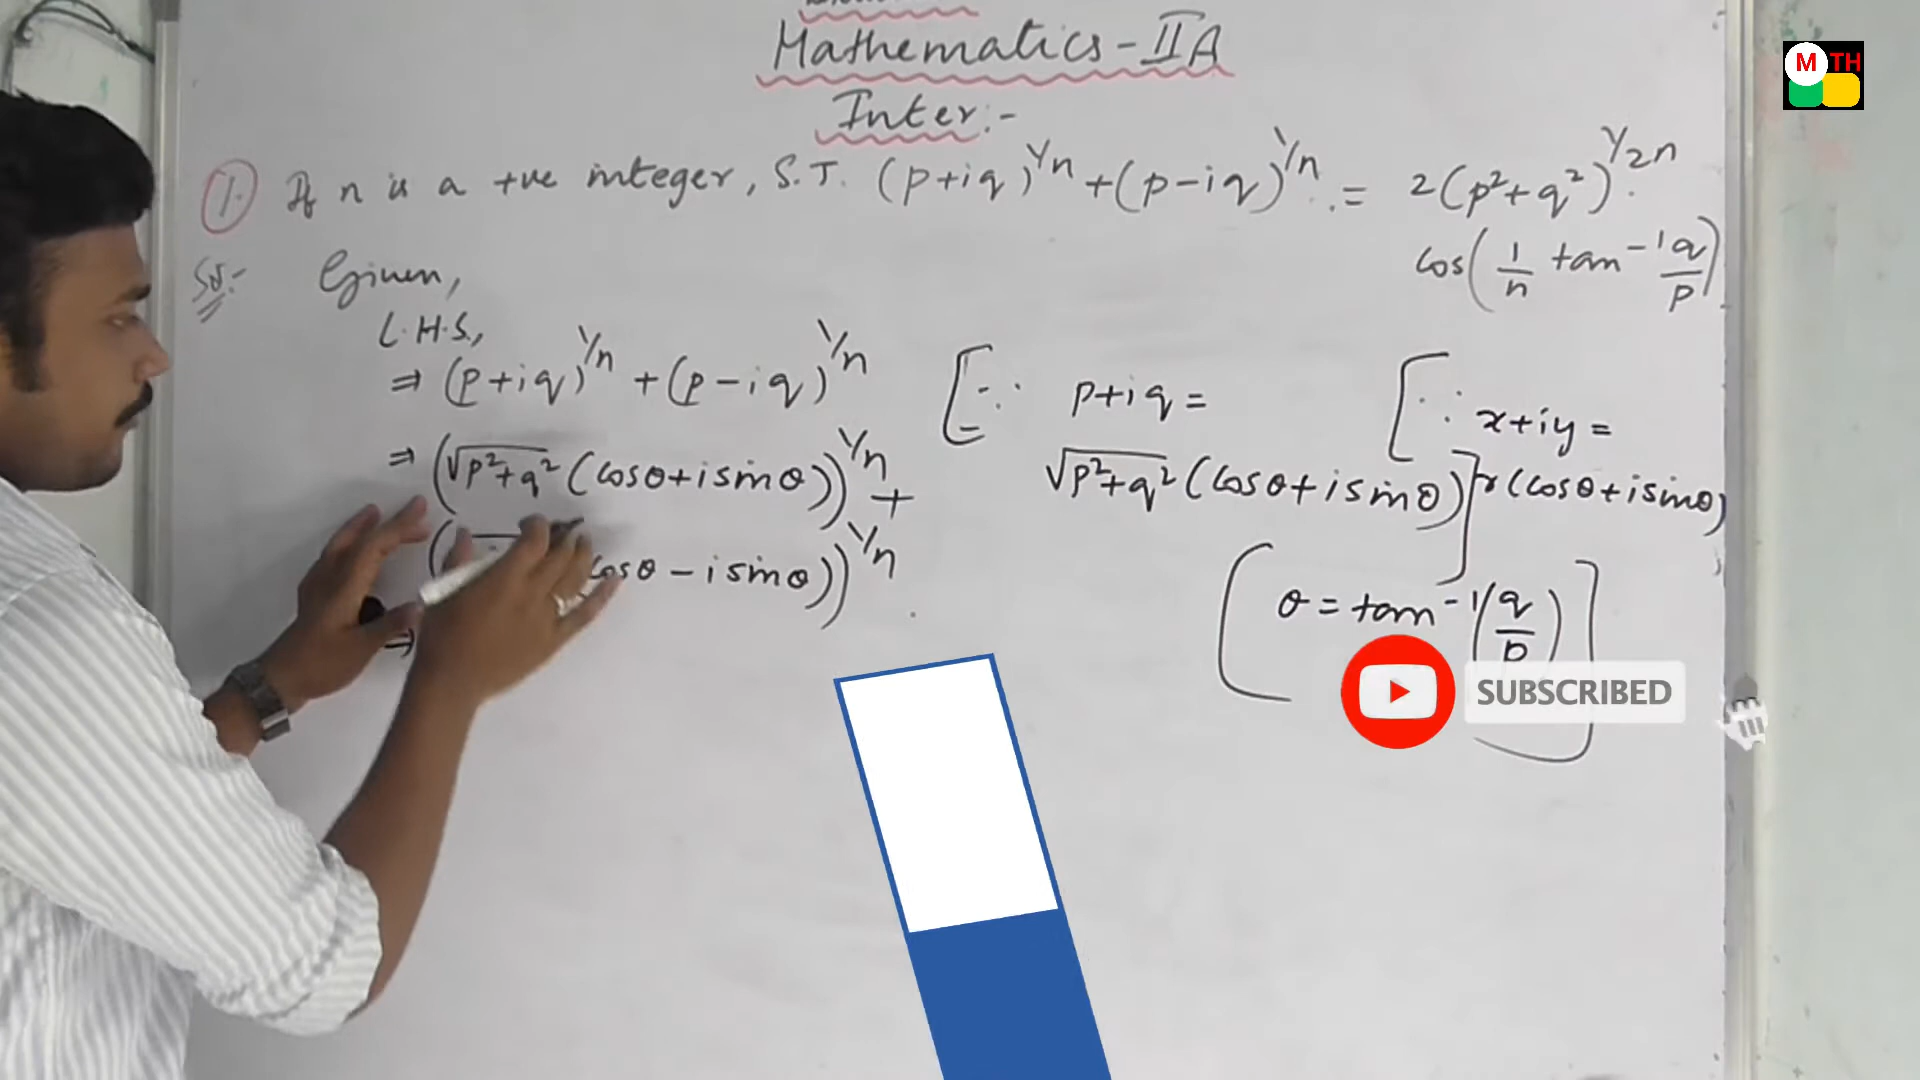 Mathematics-IIA
Inter:-
1. If n is a +ve integer, S.T. (p+iq)^1/n + (p-iq)^1/n = 2(p²+q²)^1/2n
cos(1/n tan⁻¹ q/p)
Sol:- Given,
L.H.S.,
⇒ (p+iq)^1/n + (p-iq)^1/n
[∵ p+iq =
[∵ x+iy =
⇒ (√p²+q² (cosθ+isinθ))^1/n +
√p²+q² (cosθ+isinθ)]
r(cosθ+isinθ)
cosθ-isinθ))^1/n
θ = tan⁻¹(q/p)]
⇒
SUBSCRIBED
M TH